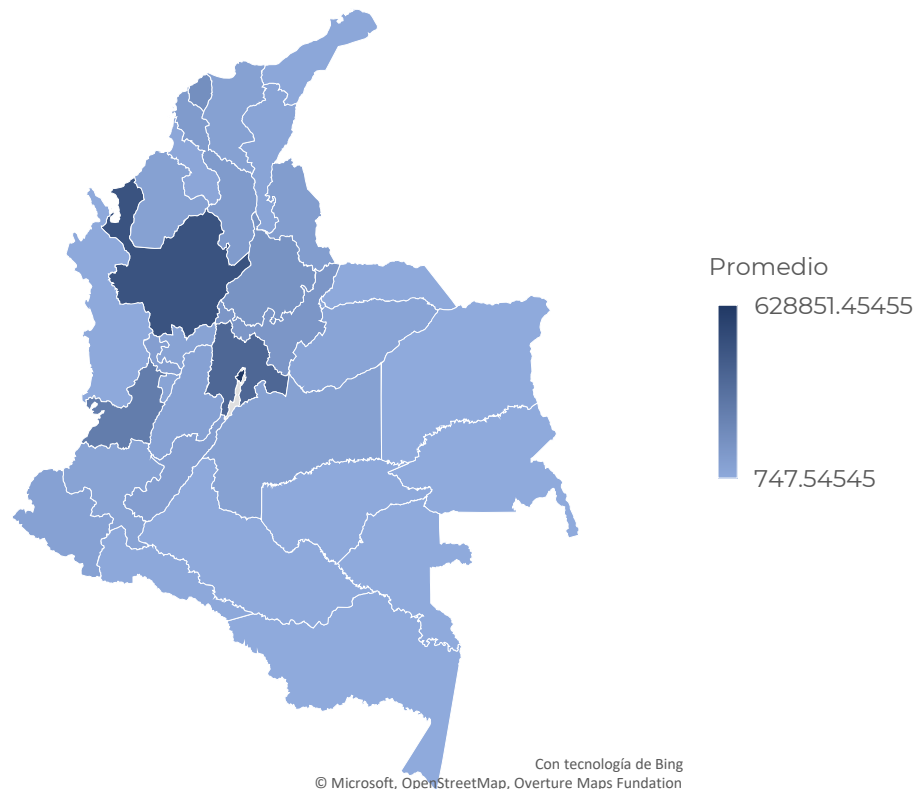 Promedio
628851.45455
747.54545
Con tecnología de Bing
© Microsoft, OpenStreetMap, Overture Maps Fundation